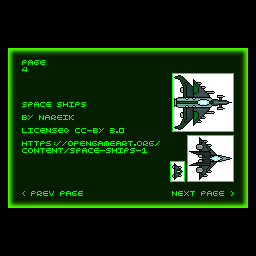 PAGE
4
SPACE SHIPS
BY NAREIK
LICENSED CC-BY 3.0
HTTPS://OPENGAMEART.ORG/
CONTENT/SPACE-SHIPS-1
< PREV PAGE
NEXT PAGE >